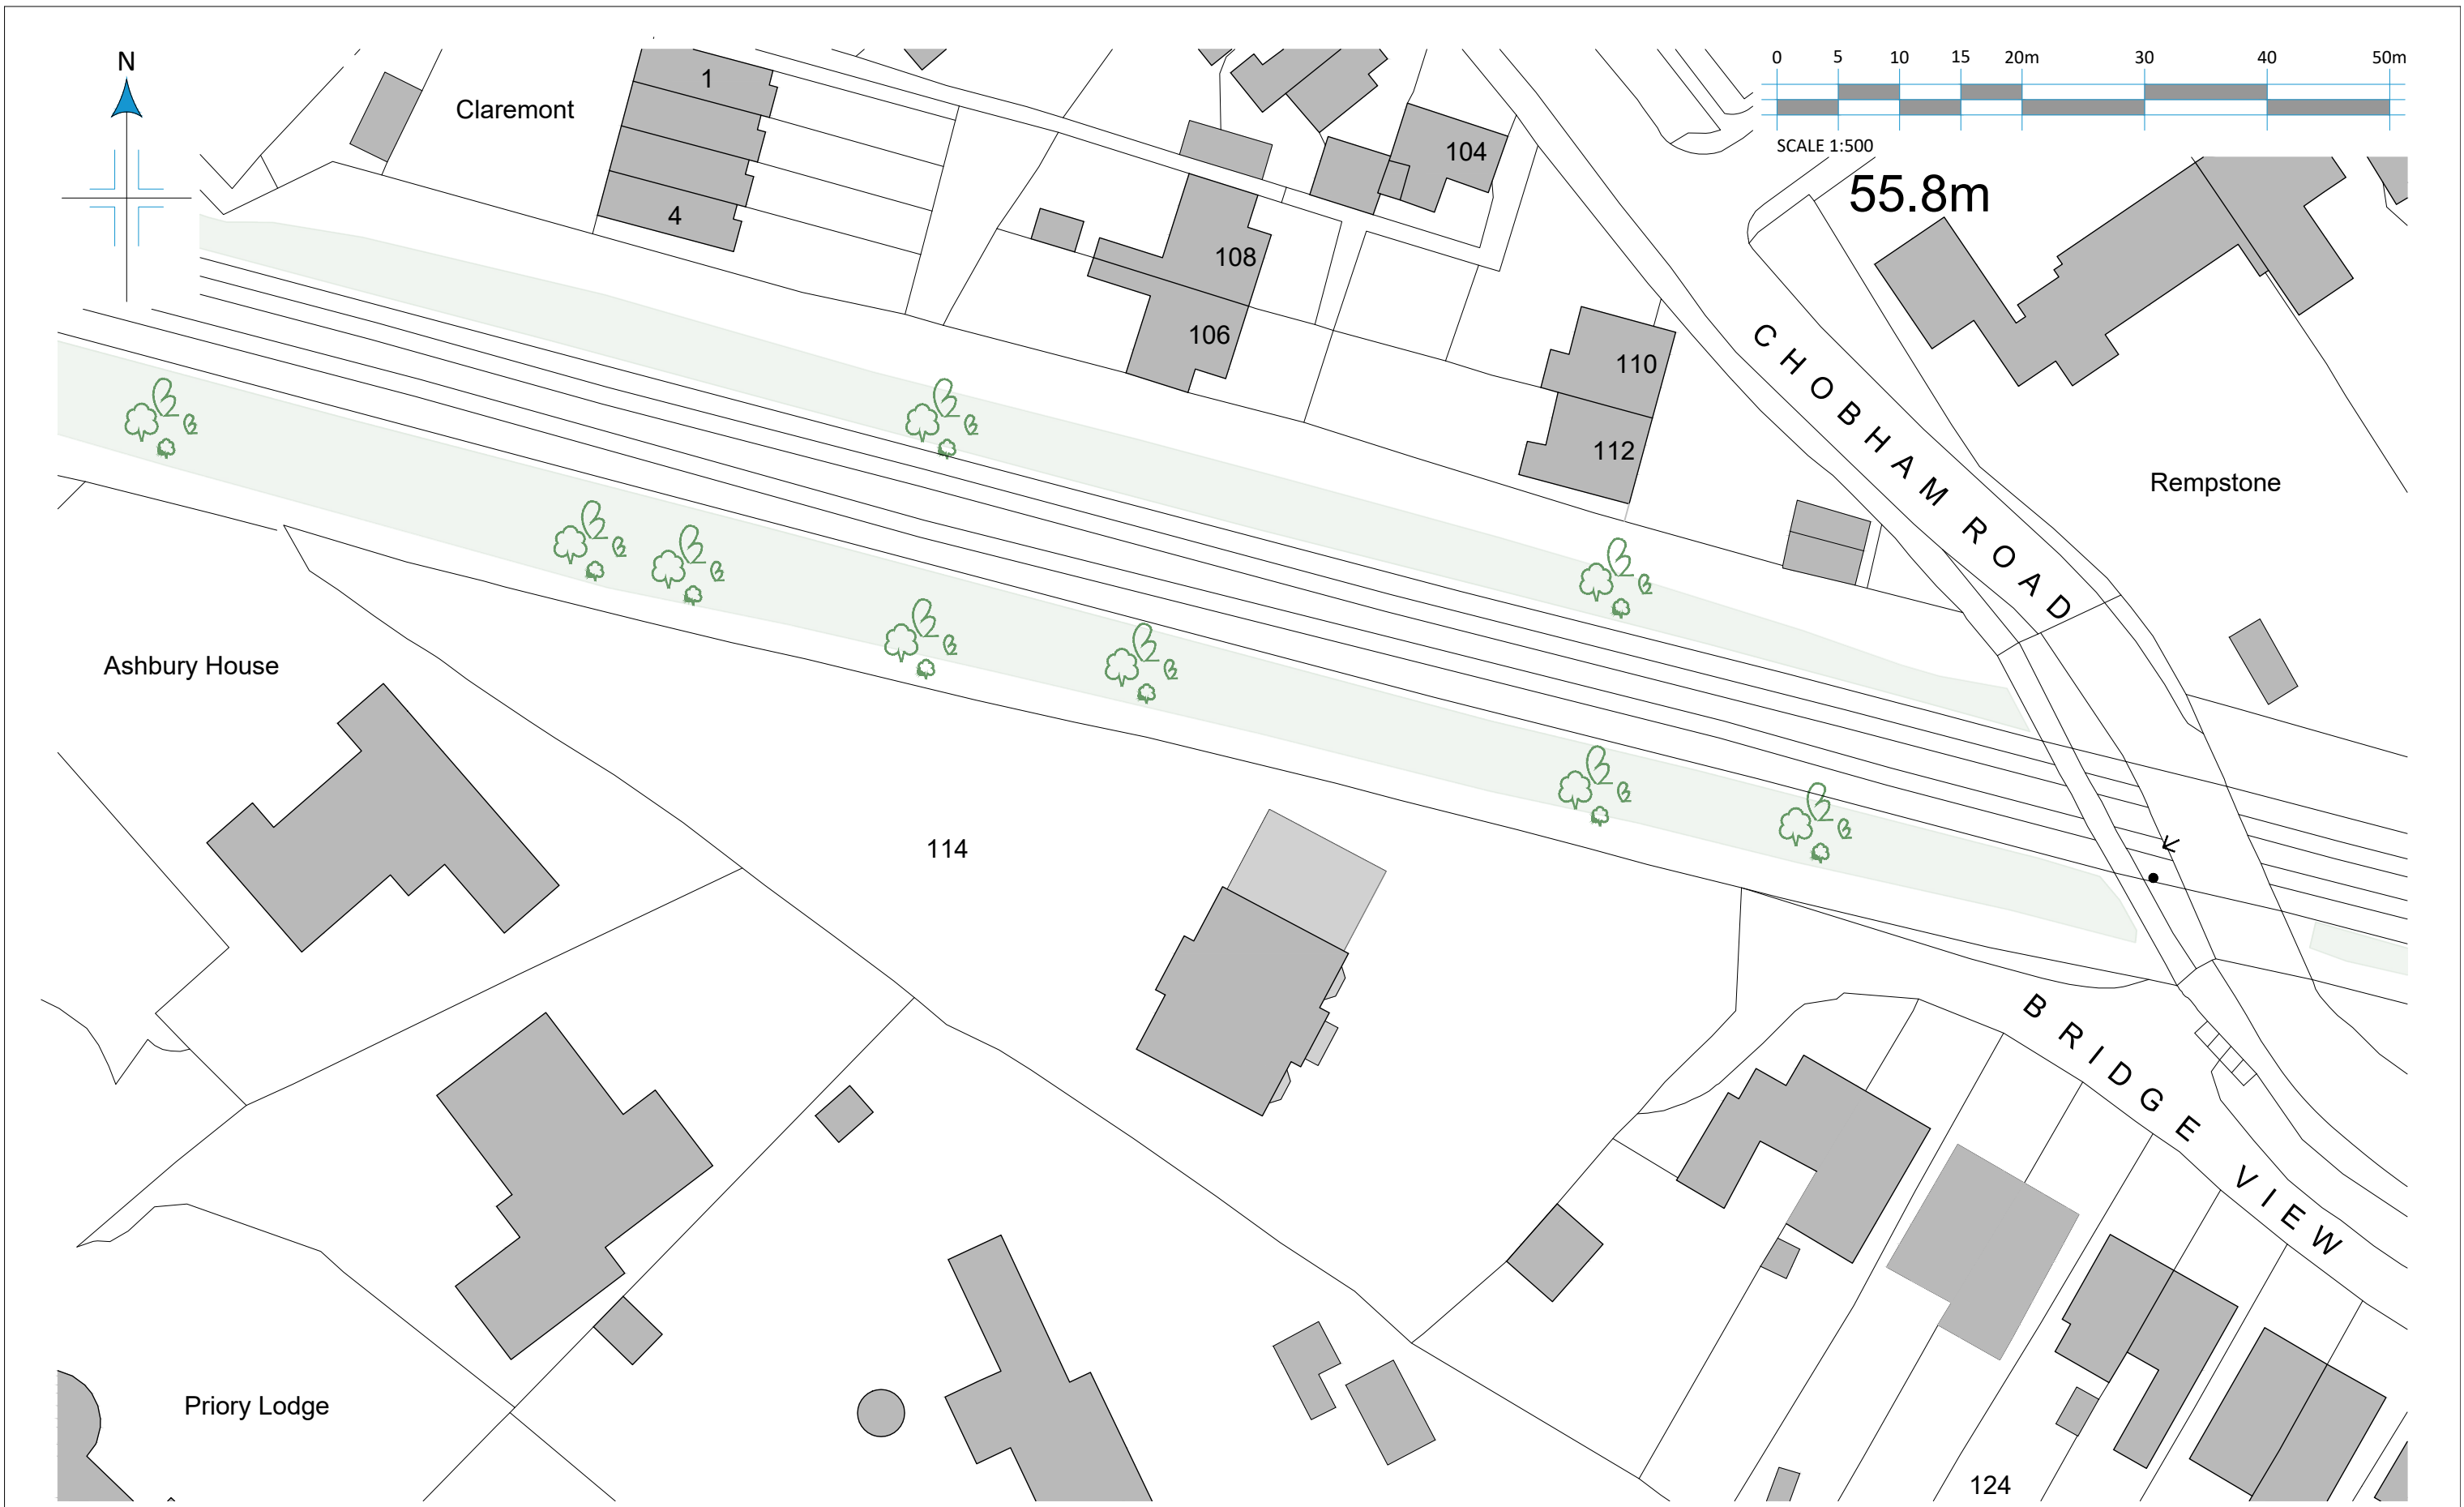 N
0 5 10 15 20m 30 40 50m
SCALE 1:500
1
Claremont
104
55.8m
4
108
106
110
112
CHOBHAM ROAD
Rempstone
Ashbury House
114
BRIDGE VIEW
Priory Lodge
124